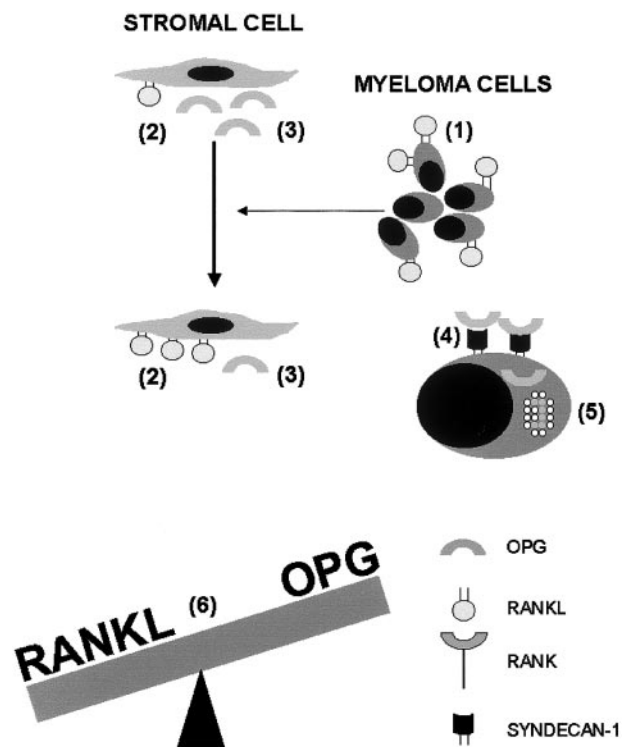 STROMAL CELL
MYELOMA CELLS
(1)
(2)
(3)
(2)
(3)
(4)
(5)
RANKL
(6)
OPG
OPG
RANKL
RANK
SYNDECAN-1